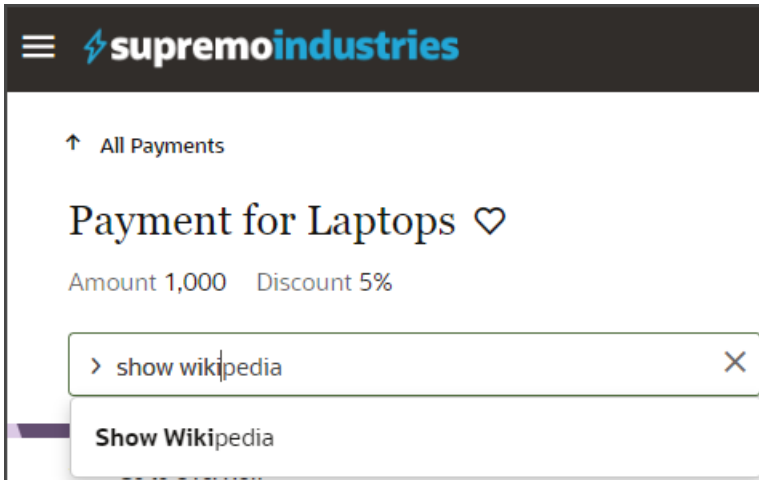 supremoindustries
All Payments
Payment for Laptops
Amount 1,000 Discount 5%
show wikipedia
Show Wikipedia